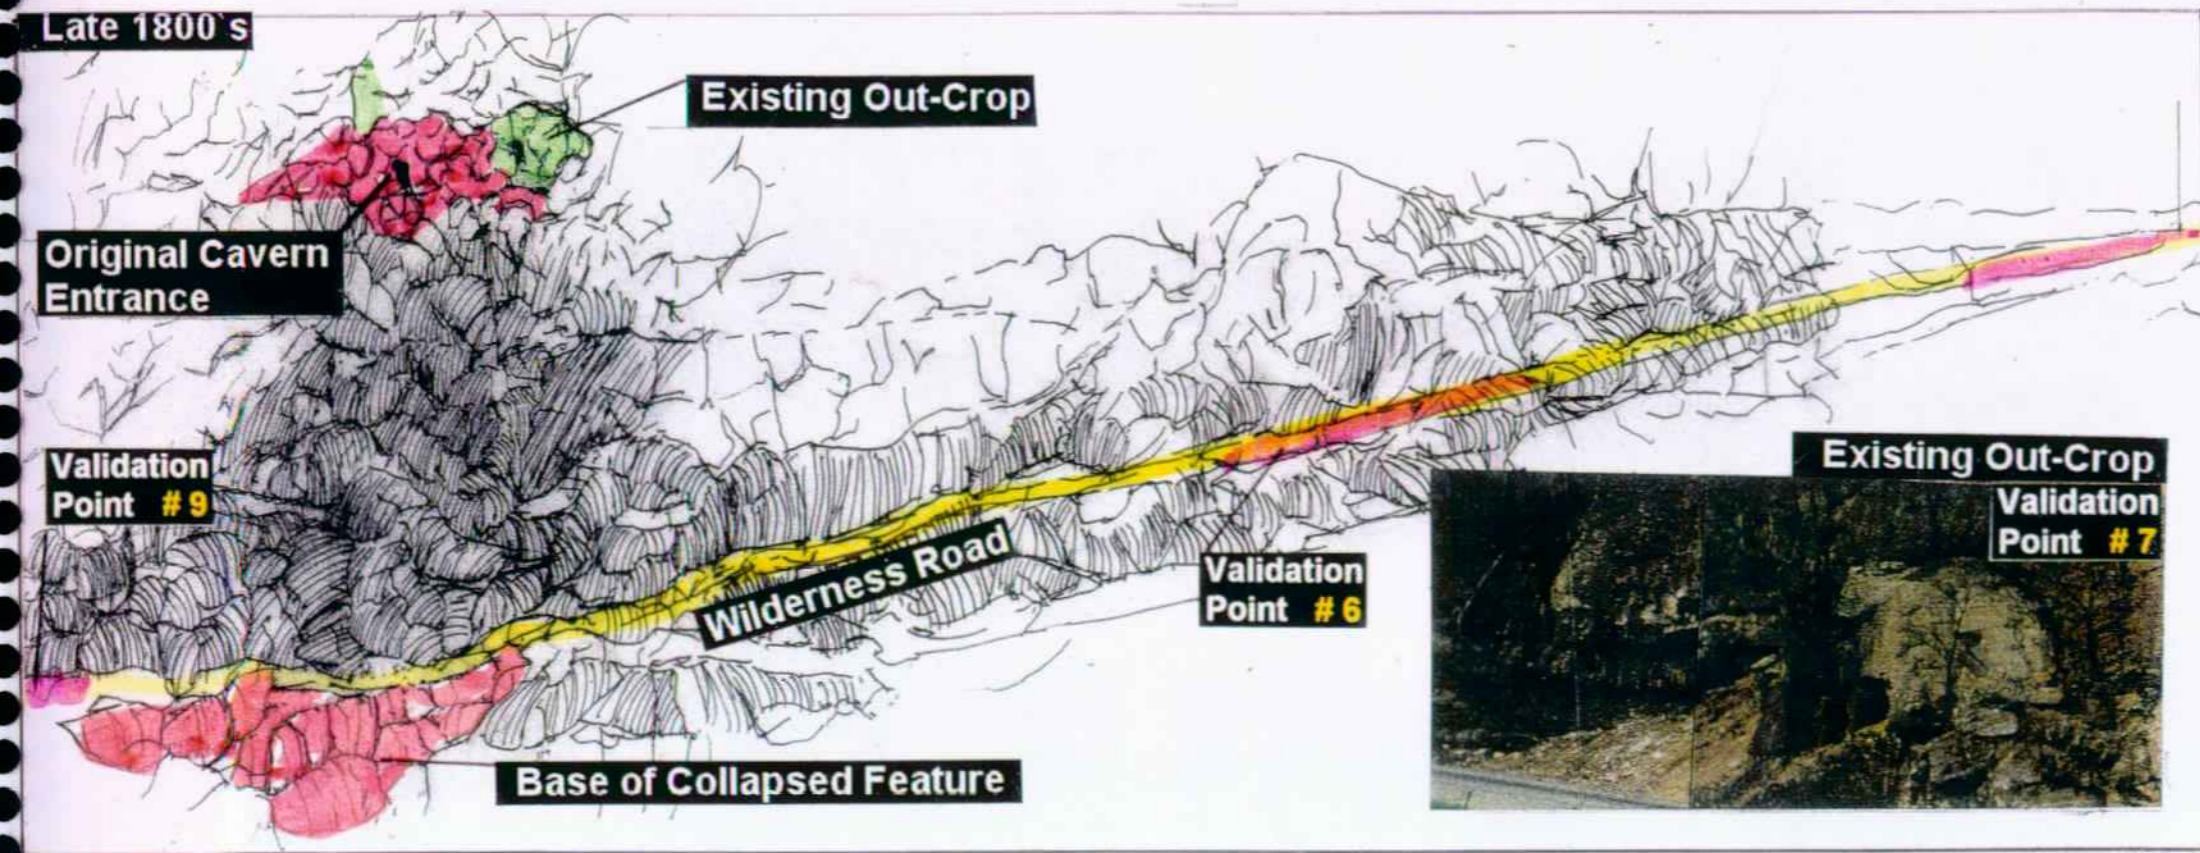 Late 1800`s
Existing Out-Crop
Original Cavern
Entrance
Validation
Point # 9
Wilderness Road
Validation
Point # 6
Existing Out-Crop
Validation
Point # 7
Base of Collapsed Feature